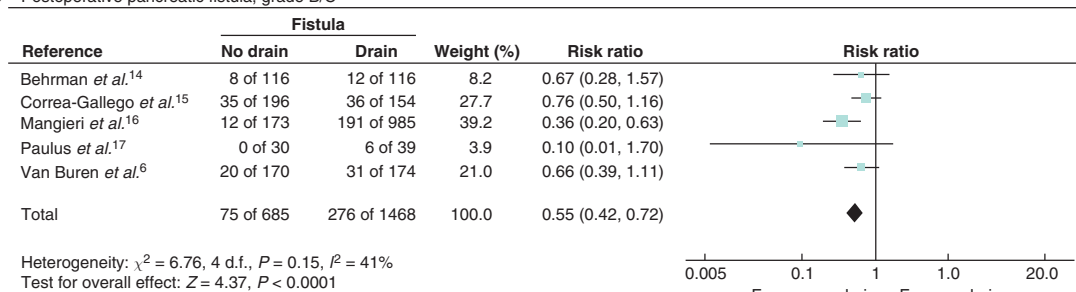 Postoperative pancreatic fistula, grade B/C
Fistula
Reference No drain Drain Weight (%) Risk ratio Risk ratio
Behrman et al.14 8 of 116 12 of 116 8.2 0.67 (0.28, 1.57)
Correa-Gallego et al.15 35 of 196 36 of 154 27.7 0.76 (0.50, 1.16)
Mangieri et al.16 12 of 173 191 of 985 39.2 0.36 (0.20, 0.63)
Paulus et al.17 0 of 30 6 of 39 3.9 0.10 (0.01, 1.70)
Van Buren et al.6 20 of 170 31 of 174 21.0 0.66 (0.39, 1.11)
Total 75 of 685 276 of 1468 100.0 0.55 (0.42, 0.72)
Heterogeneity: χ2 = 6.76, 4 d.f., P = 0.15, I2 = 41%
Test for overall effect: Z = 4.37, P < 0.0001
0.005 0.1 1 1.0 20.0